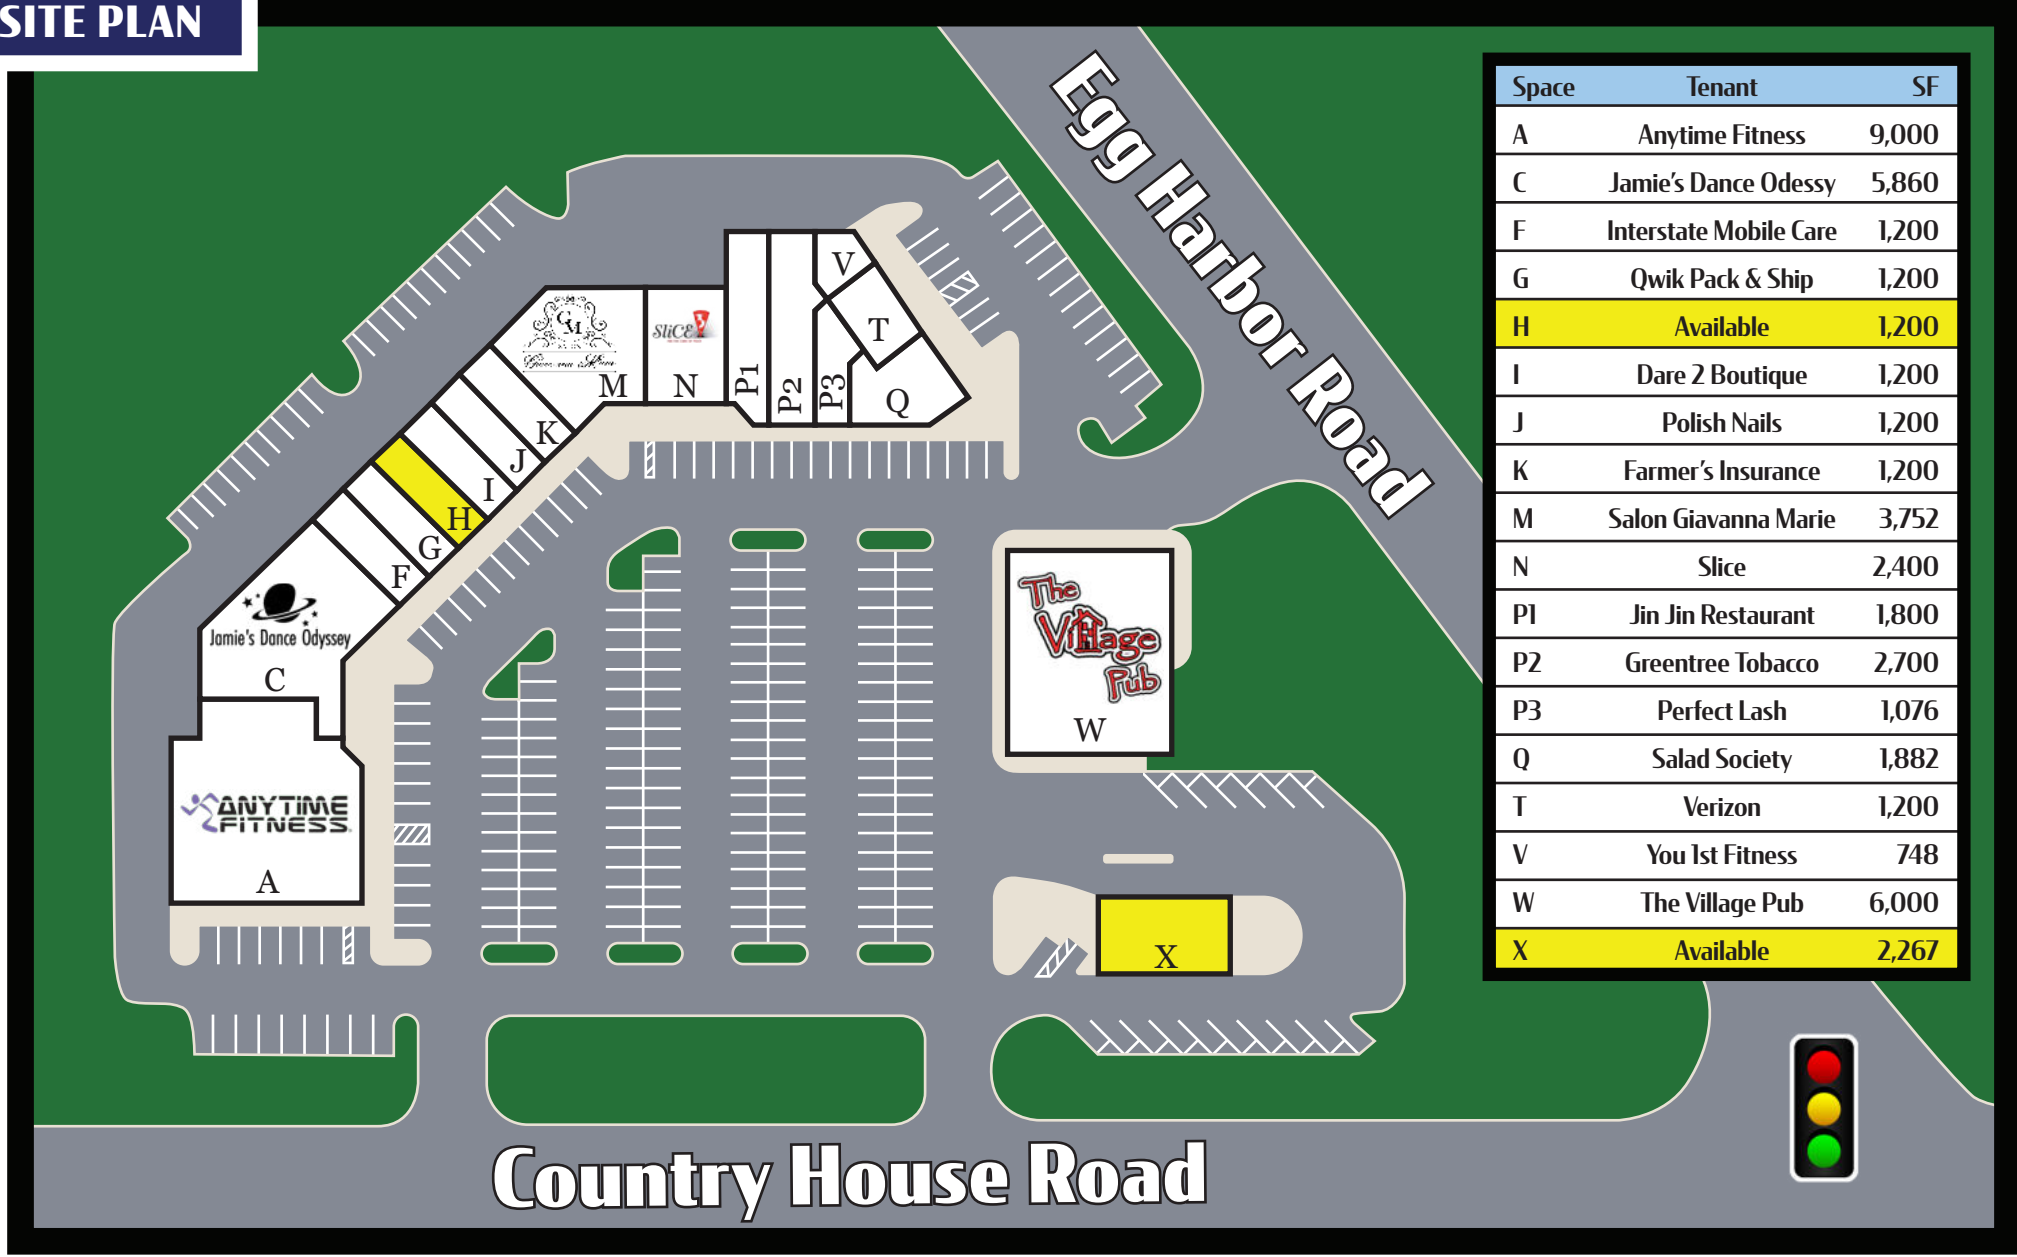 SITE PLAN
Egg Harbor Road
Space Tenant SF
A Anytime Fitness 9,000
C Jamie's Dance Odessy 5,860
F Interstate Mobile Care 1,200
G Qwik Pack & Ship 1,200
H Available 1,200
I Dare 2 Boutique 1,200
J Polish Nails 1,200
K Farmer's Insurance 1,200
M Salon Giavanna Marie 3,752
N Slice 2,400
P1 Jin Jin Restaurant 1,800
P2 Greentree Tobacco 2,700
P3 Perfect Lash 1,076
Q Salad Society 1,882
T Verizon 1,200
V You 1st Fitness 748
W The Village Pub 6,000
X Available 2,267
V
T
Q
P3
P2
P1
SliCE
N
GM
M
K
J
I
H
G
F
Jamie's Dance Odyssey
C
ANYTIME
FITNESS
A
The
Village
Pub
W
X
Country House Road